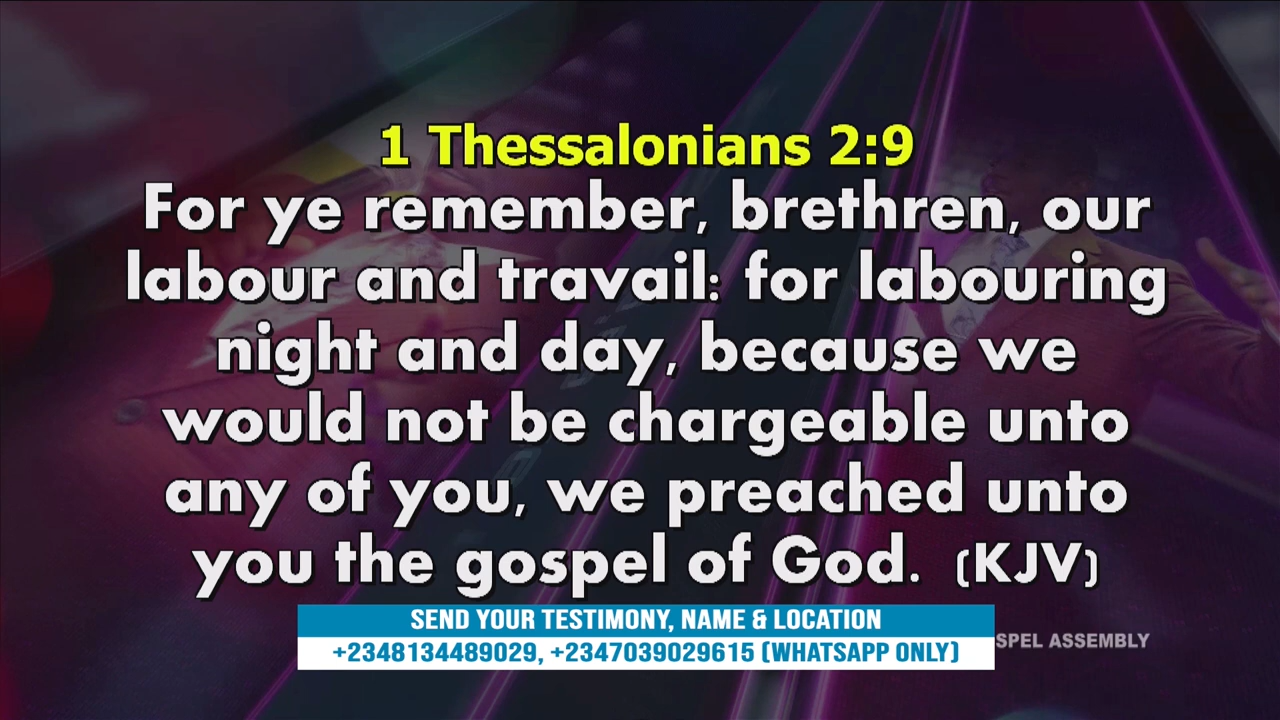 1 Thessalonians 2:9
For ye remember, brethren, our
labour and travail: for labouring
night and day, because we
would not be chargeable unto
any of you, we preached unto
you the gospel of God. (KJV)
SEND YOUR TESTIMONY, NAME & LOCATION
+2348134489029, +2347039029615 (WHATSAPP ONLY)
SPEL ASSEMBLY